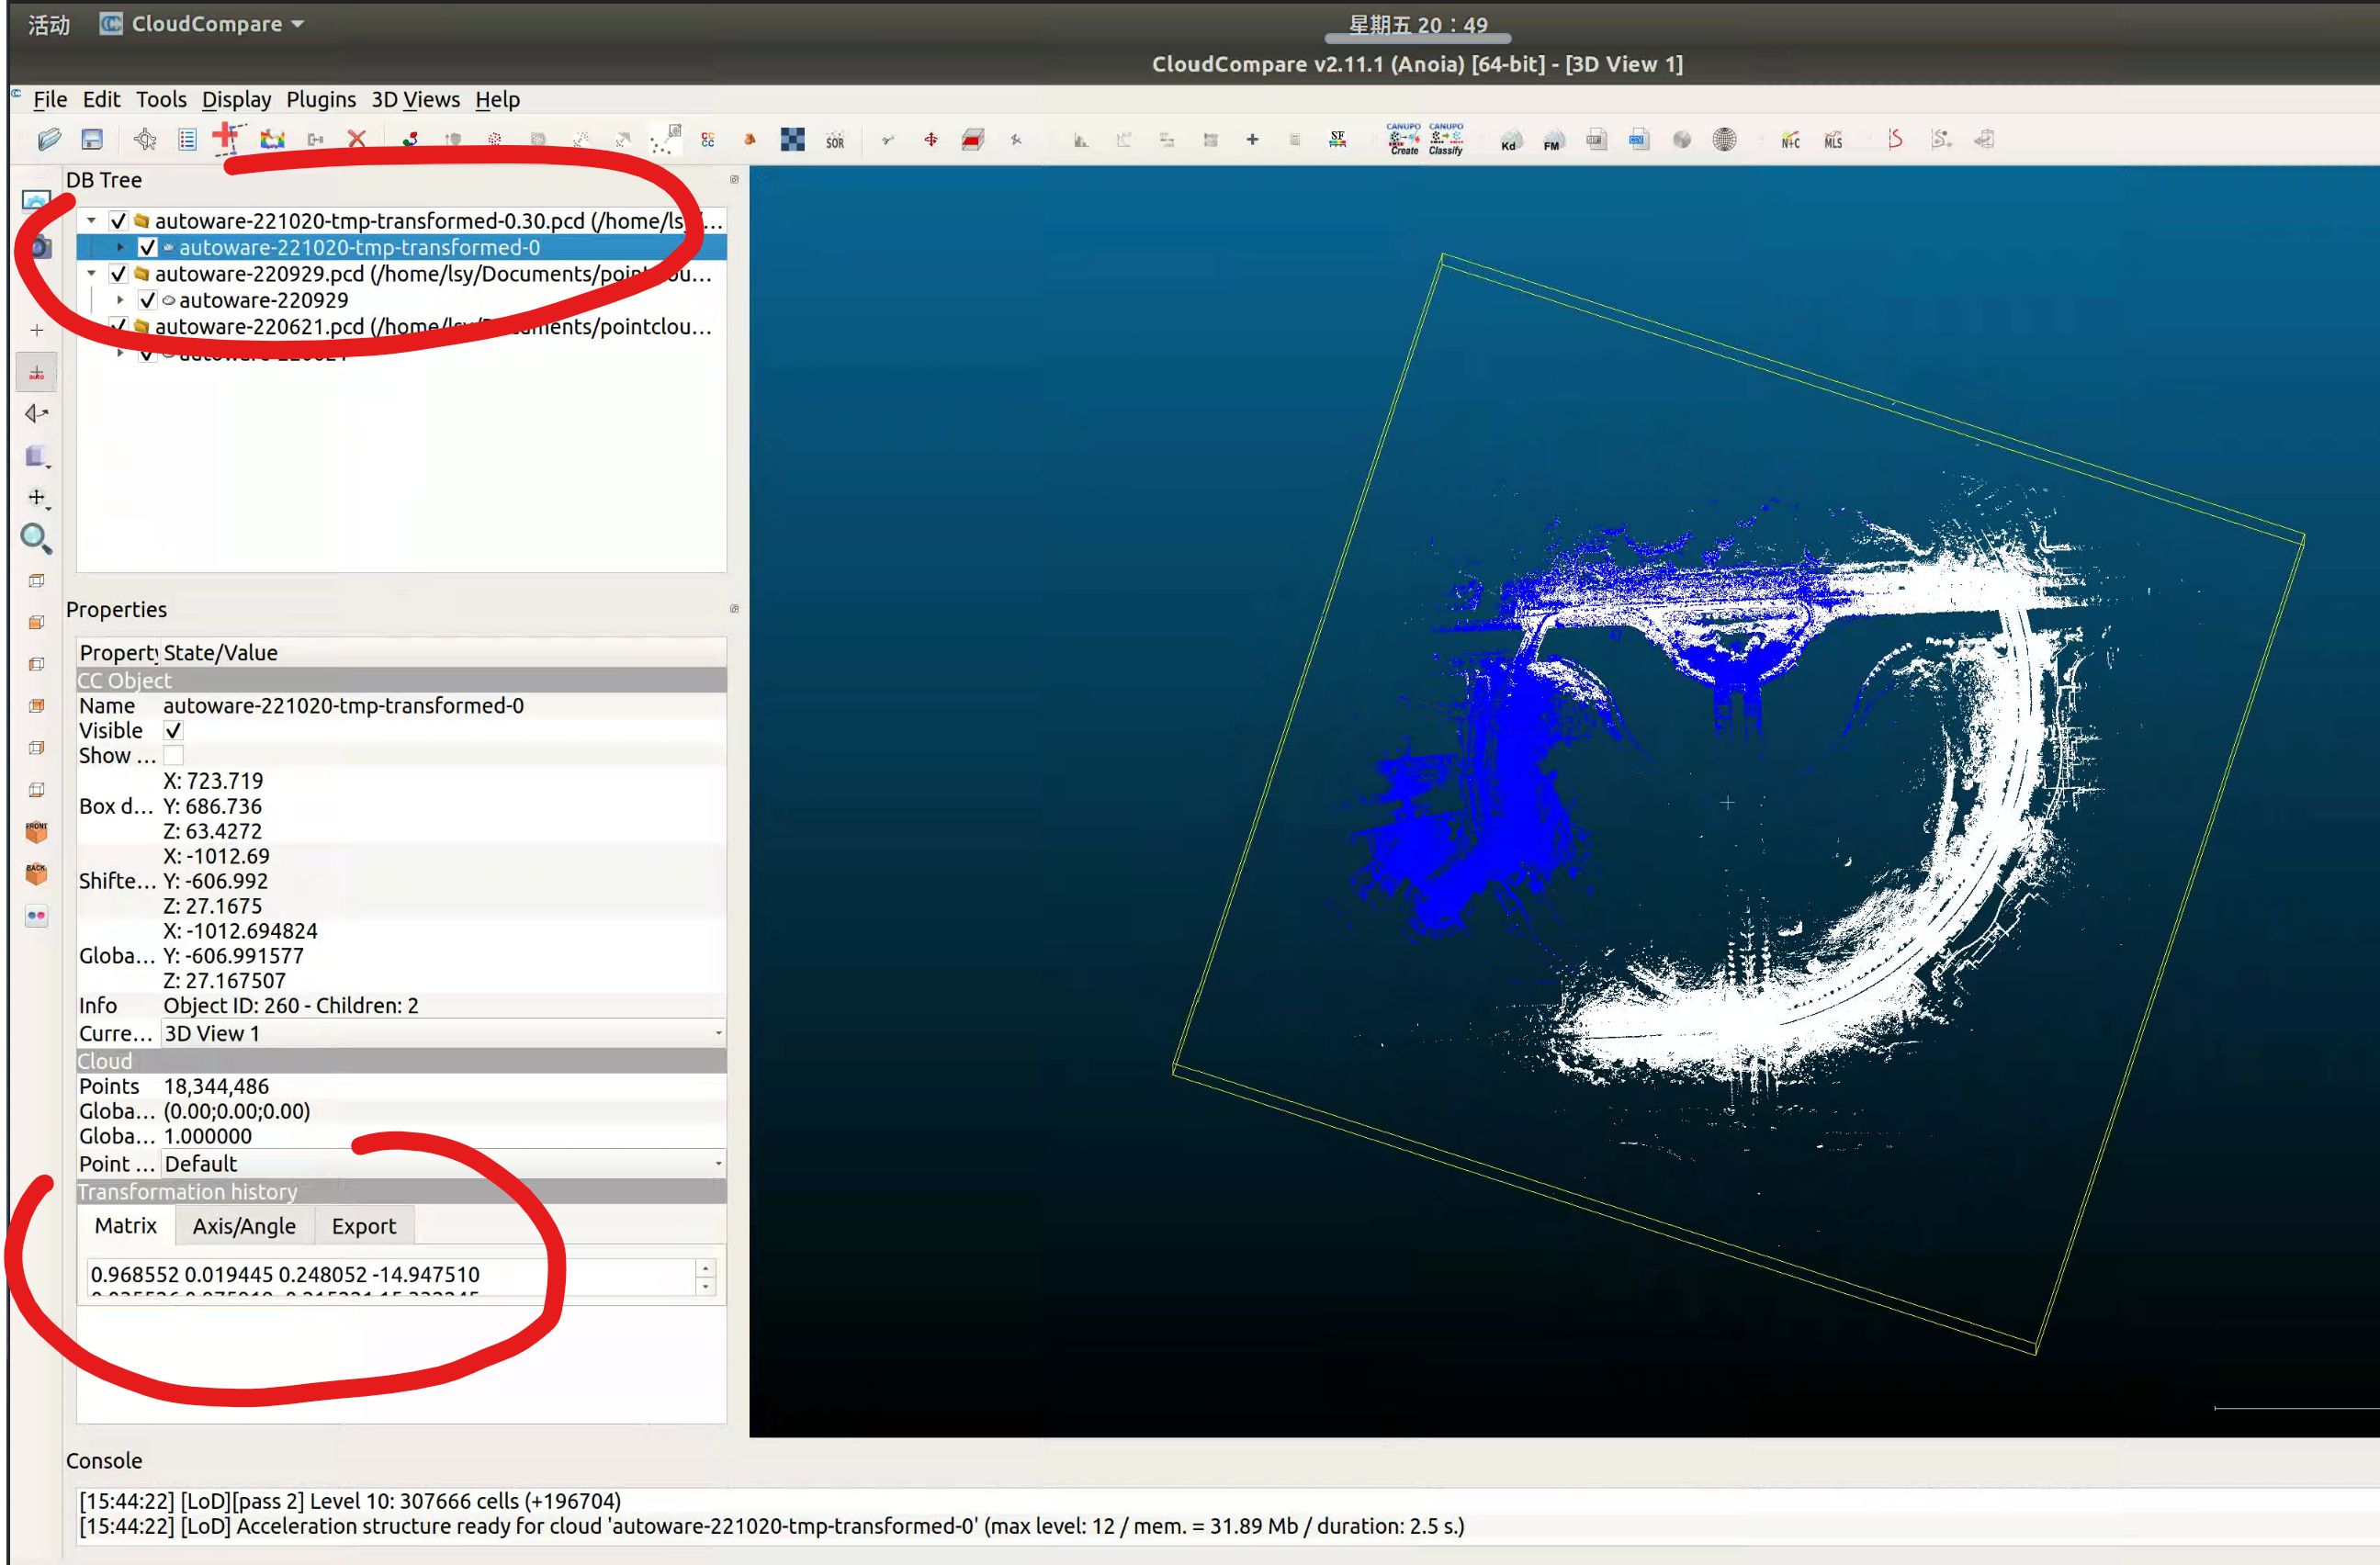 活动 CloudCompare 星期五 20：49
CloudCompare v2.11.1 (Anoia) [64-bit] - [3D View 1]
File Edit Tools Display Plugins 3D Views Help
SOR SF CANUPO Create CANUPO Classify Kd FM N+C MLS
DB Tree
autoware-221020-tmp-transformed-0.30.pcd (/home/lsy/...
autoware-221020-tmp-transformed-0
autoware-220929.pcd (/home/lsy/Documents/pointclou...
autoware-220929
autoware-220621.pcd (/home/lsy/Documents/pointclou...
autoware-220621
auto
Properties
Property State/Value
CC Object
Name autoware-221020-tmp-transformed-0
Visible
Show ...
X: 723.719
Box d... Y: 686.736
Z: 63.4272
X: -1012.69
Shifte... Y: -606.992
Z: 27.1675
X: -1012.694824
Globa... Y: -606.991577
Z: 27.167507
Info Object ID: 260 - Children: 2
Curre... 3D View 1
Cloud
Points 18,344,486
Globa... (0.00;0.00;0.00)
Globa... 1.000000
Point ... Default
Transformation history
Matrix Axis/Angle Export
0.968552 0.019445 0.248052 -14.947510
FRONT
BACK
Console
[15:44:22] [LoD][pass 2] Level 10: 307666 cells (+196704)
[15:44:22] [LoD] Acceleration structure ready for cloud 'autoware-221020-tmp-transformed-0' (max level: 12 / mem. = 31.89 Mb / duration: 2.5 s.)